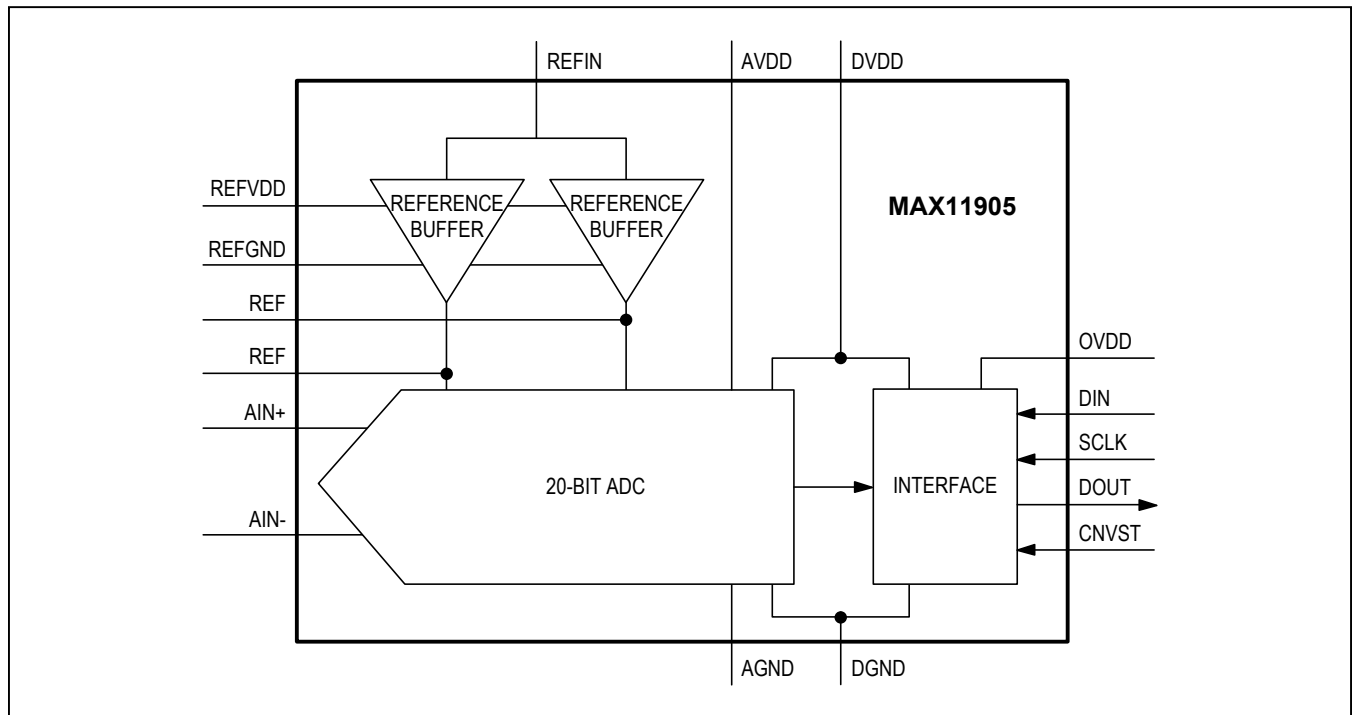 REFIN
AVDD
DVDD
REFVDD
REFERENCE
BUFFER
REFERENCE
BUFFER
MAX11905
REFGND
REF
REF
OVDD
AIN+
DIN
SCLK
20-BIT ADC
INTERFACE
DOUT
AIN-
CNVST
AGND
DGND